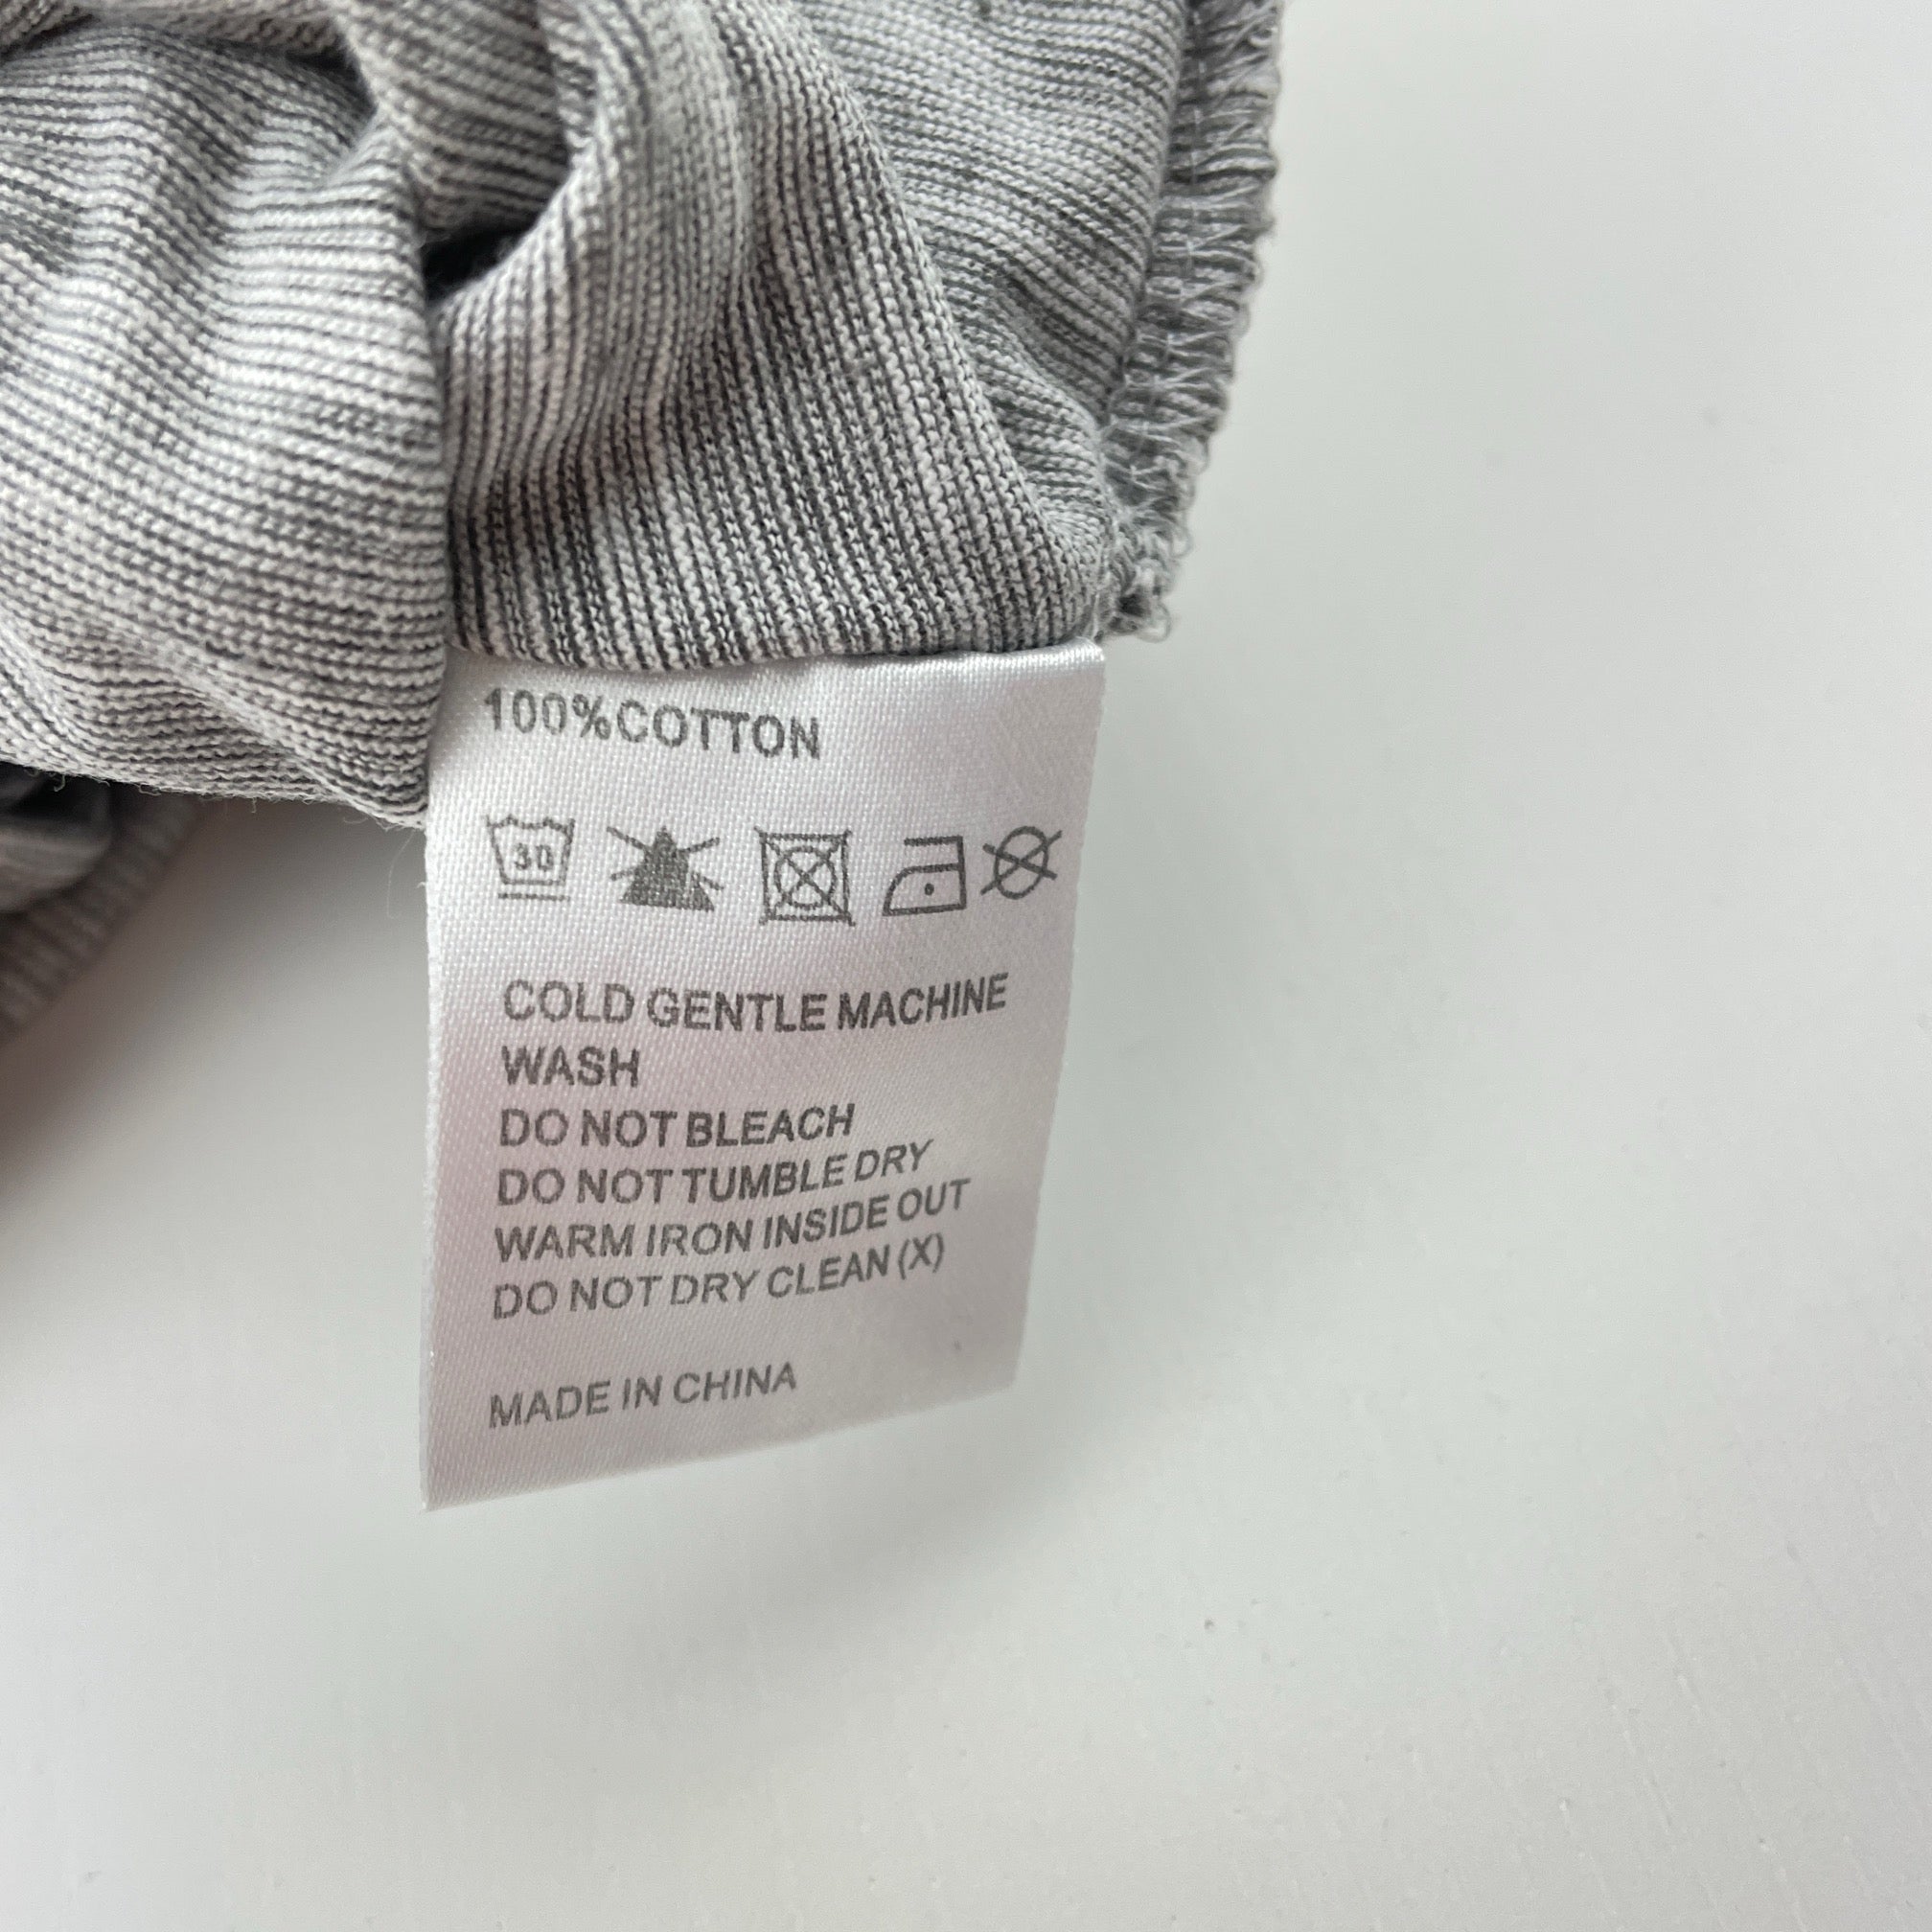 100%COTTON
30
COLD GENTLE MACHINE
WASH
DO NOT BLEACH
DO NOT TUMBLE DRY
WARM IRON INSIDE OUT
DO NOT DRY CLEAN (X)
MADE IN CHINA